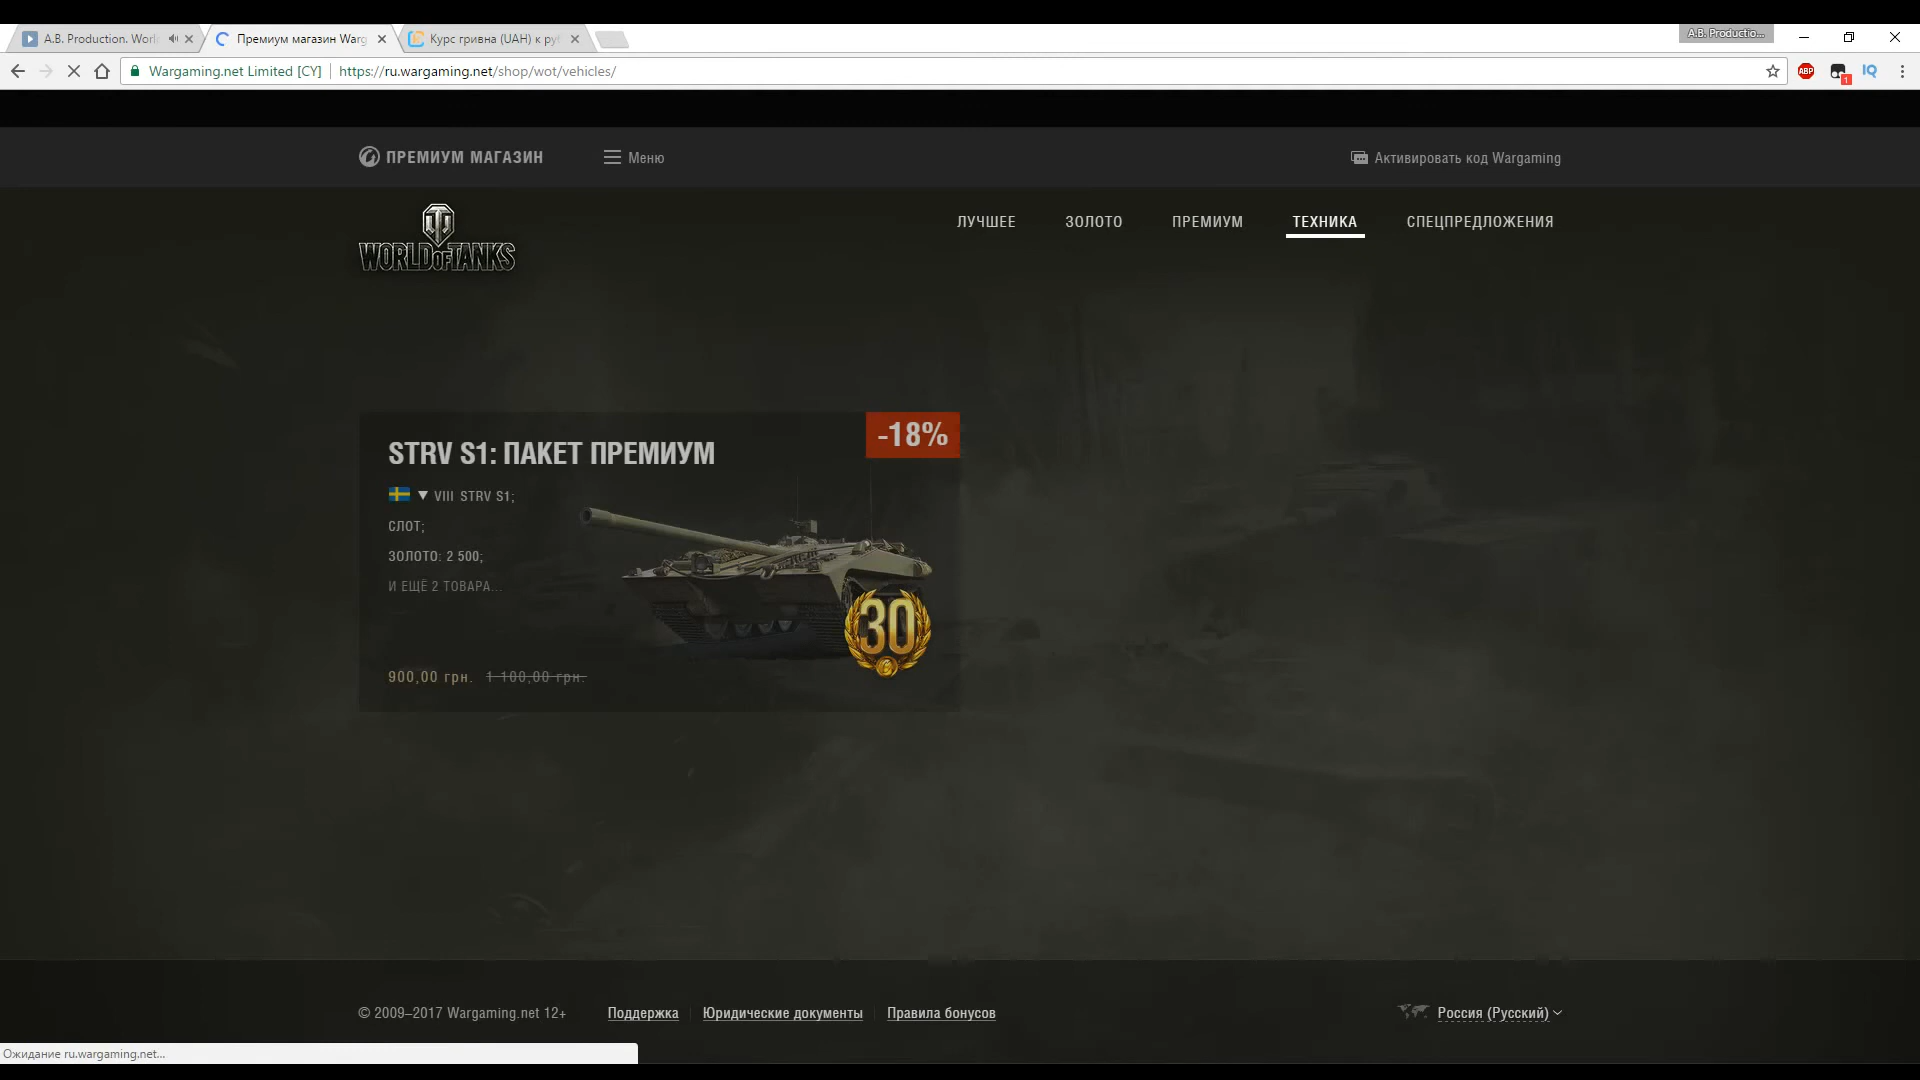 A.B. Production. Worl
Премиум магазин Warg
Курс гривна (UAH) к ру
A.B. Productio...
Wargaming.net Limited [CY]
https://ru.wargaming.net/shop/wot/vehicles/
ABP
1
IQ
ПРЕМИУМ МАГАЗИН
Меню
Активировать код Wargaming
WORLD OF TANKS
ЛУЧШЕЕ
ЗОЛОТО
ПРЕМИУМ
ТЕХНИКА
СПЕЦПРЕДЛОЖЕНИЯ
-18%
STRV S1: ПАКЕТ ПРЕМИУМ
VIII STRV S1;
СЛОТ;
ЗОЛОТО: 2 500;
И ЕЩЁ 2 ТОВАРА...
30
900,00 грн. 1 100,00 грн.
© 2009–2017 Wargaming.net 12+
Поддержка
Юридические документы
Правила бонусов
Россия (Русский)
Ожидание ru.wargaming.net...